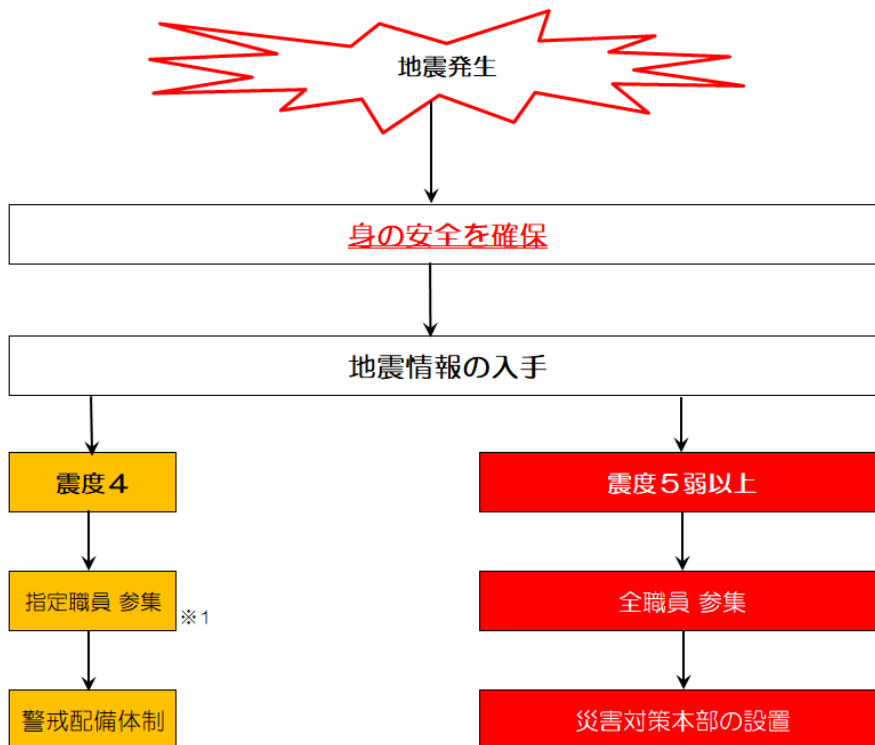 地震発生
身の安全を確保
地震情報の入手
震度４
震度５弱以上
指定職員 参集
※1
全職員 参集
警戒配備体制
災害対策本部の設置